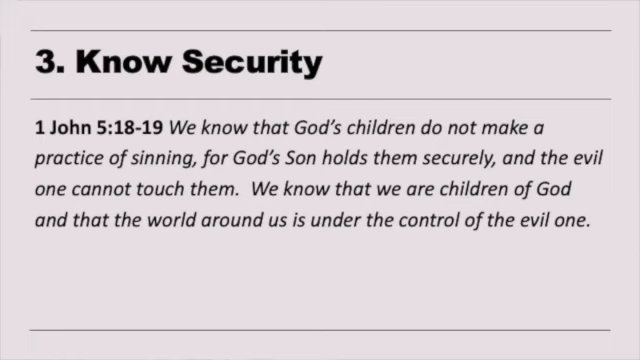 3. Know Security
1 John 5:18-19 We know that God's children do not make a
practice of sinning, for God's Son holds them securely, and the evil
one cannot touch them.  We know that we are children of God
and that the world around us is under the control of the evil one.